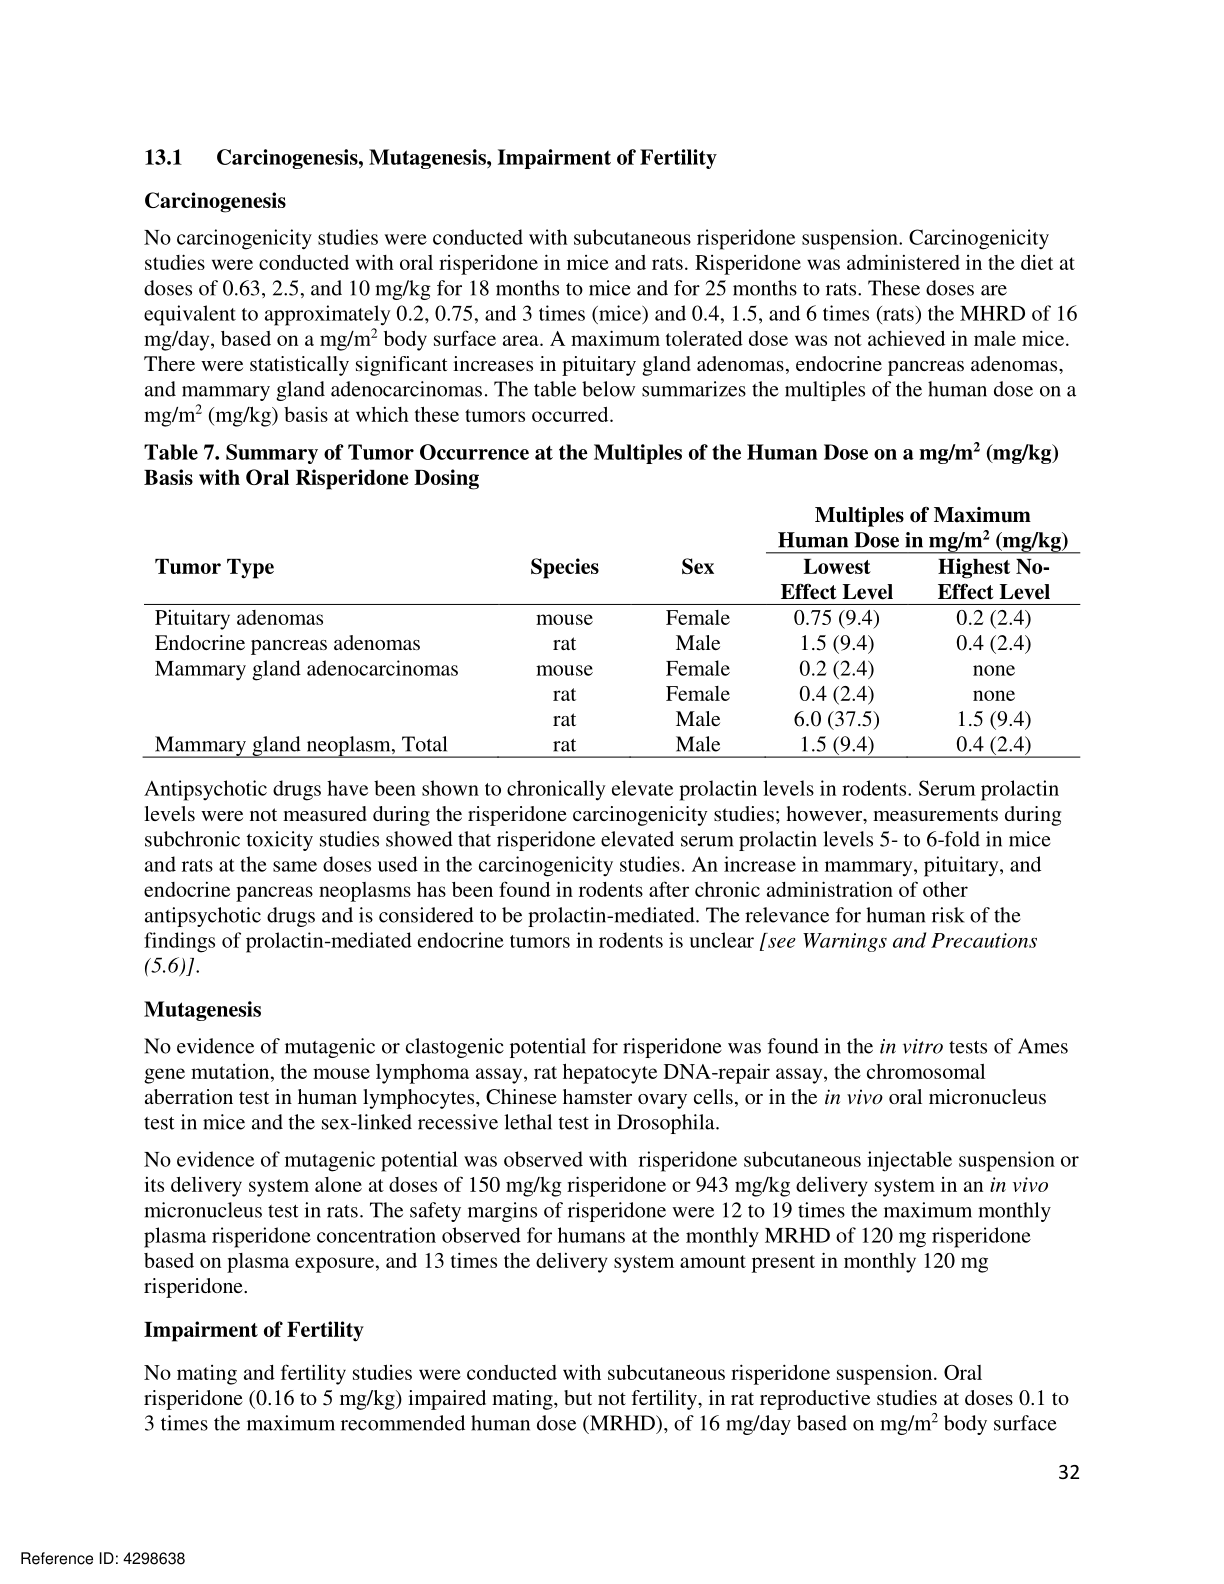 13.1 Carcinogenesis, Mutagenesis, Impairment of Fertility
Carcinogenesis
No carcinogenicity studies were conducted with subcutaneous risperidone suspension. Carcinogenicity
studies were conducted with oral risperidone in mice and rats. Risperidone was administered in the diet at
doses of 0.63, 2.5, and 10 mg/kg for 18 months to mice and for 25 months to rats. These doses are
equivalent to approximately 0.2, 0.75, and 3 times (mice) and 0.4, 1.5, and 6 times (rats) the MHRD of 16
mg/day, based on a mg/m² body surface area. A maximum tolerated dose was not achieved in male mice.
There were statistically significant increases in pituitary gland adenomas, endocrine pancreas adenomas,
and mammary gland adenocarcinomas. The table below summarizes the multiples of the human dose on a
mg/m² (mg/kg) basis at which these tumors occurred.
Table 7. Summary of Tumor Occurrence at the Multiples of the Human Dose on a mg/m² (mg/kg)
Basis with Oral Risperidone Dosing
Multiples of Maximum
Human Dose in mg/m² (mg/kg)
Tumor Type Species Sex Lowest Highest No-
Effect Level Effect Level
Pituitary adenomas mouse Female 0.75 (9.4) 0.2 (2.4)
Endocrine pancreas adenomas rat Male 1.5 (9.4) 0.4 (2.4)
Mammary gland adenocarcinomas mouse Female 0.2 (2.4) none
rat Female 0.4 (2.4) none
rat Male 6.0 (37.5) 1.5 (9.4)
Mammary gland neoplasm, Total rat Male 1.5 (9.4) 0.4 (2.4)
Antipsychotic drugs have been shown to chronically elevate prolactin levels in rodents. Serum prolactin
levels were not measured during the risperidone carcinogenicity studies; however, measurements during
subchronic toxicity studies showed that risperidone elevated serum prolactin levels 5- to 6-fold in mice
and rats at the same doses used in the carcinogenicity studies. An increase in mammary, pituitary, and
endocrine pancreas neoplasms has been found in rodents after chronic administration of other
antipsychotic drugs and is considered to be prolactin-mediated. The relevance for human risk of the
findings of prolactin-mediated endocrine tumors in rodents is unclear [see Warnings and Precautions
(5.6)].
Mutagenesis
No evidence of mutagenic or clastogenic potential for risperidone was found in the in vitro tests of Ames
gene mutation, the mouse lymphoma assay, rat hepatocyte DNA-repair assay, the chromosomal
aberration test in human lymphocytes, Chinese hamster ovary cells, or in the in vivo oral micronucleus
test in mice and the sex-linked recessive lethal test in Drosophila.
No evidence of mutagenic potential was observed with risperidone subcutaneous injectable suspension or
its delivery system alone at doses of 150 mg/kg risperidone or 943 mg/kg delivery system in an in vivo
micronucleus test in rats. The safety margins of risperidone were 12 to 19 times the maximum monthly
plasma risperidone concentration observed for humans at the monthly MRHD of 120 mg risperidone
based on plasma exposure, and 13 times the delivery system amount present in monthly 120 mg
risperidone.
Impairment of Fertility
No mating and fertility studies were conducted with subcutaneous risperidone suspension. Oral
risperidone (0.16 to 5 mg/kg) impaired mating, but not fertility, in rat reproductive studies at doses 0.1 to
3 times the maximum recommended human dose (MRHD), of 16 mg/day based on mg/m² body surface
32
Reference ID: 4298638